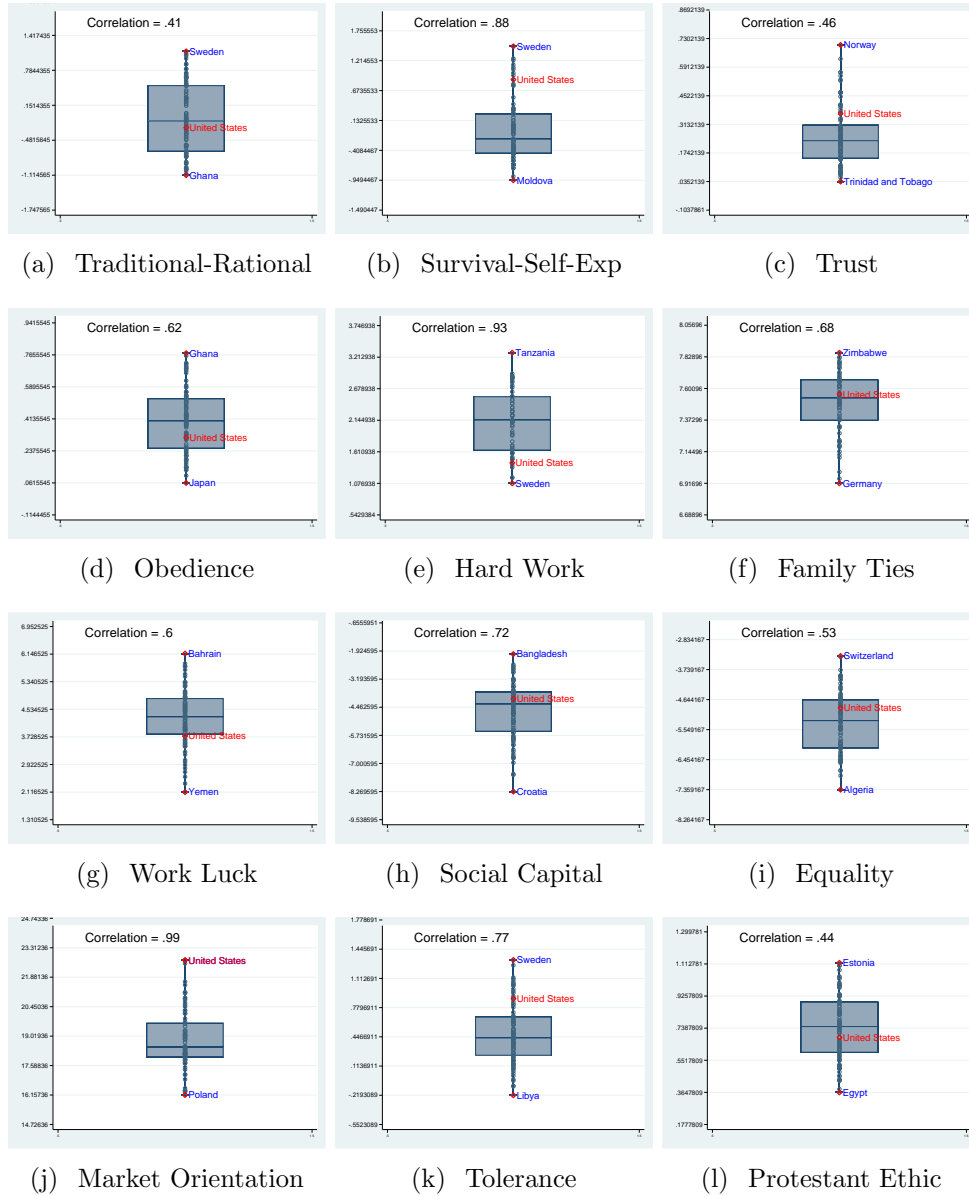 Correlation = .41
1.417435
Sweden
.7844355
.1514355
United States
-.4815645
Ghana
-1.114565
-1.747565
(a) Traditional-Rational
Correlation = .88
1.755553
Sweden
1.214553
United States
.6735533
.1325533
-.4084467
Moldova
-.9494467
-1.490447
(b) Survival-Self-Exp
.8692139
Correlation = .46
.7302139
Norway
.5912139
.4522139
United States
.3132139
.1742139
.0352139
Trinidad and Tobago
-.1037861
(c) Trust
.9415545
Correlation = .62
.7655545
Ghana
.5895545
.4135545
United States
.2375545
.0615545
Japan
-.1144455
(d) Obedience
3.746938
Correlation = .93
3.212938
Tanzania
2.678938
2.144938
1.610938
United States
1.076938
Sweden
.5429384
(e) Hard Work
8.05696
Correlation = .68
7.82896
Zimbabwe
7.60096
United States
7.37296
7.14496
6.91696
Germany
6.68896
(f) Family Ties
6.952525
Correlation = .6
6.146525
Bahrain
5.340525
4.534525
3.728525
United States
2.922525
2.116525
Yemen
1.310525
(g) Work Luck
-.6555951
Correlation = .72
-1.924595
Bangladesh
-3.193595
United States
-4.462595
-5.731595
-7.000595
-8.269595
Croatia
-9.538595
(h) Social Capital
Correlation = .53
-2.834167
Switzerland
-3.739167
-4.644167
United States
-5.549167
-6.454167
-7.359167
Algeria
-8.264167
(i) Equality
24.74336
Correlation = .99
23.31236
United States
21.88136
20.45036
19.01936
17.58836
16.15736
Poland
14.72636
(j) Market Orientation
1.778691
Correlation = .77
1.445691
Sweden
1.112691
United States
.7796911
.4466911
.1136911
-.2193089
Libya
-.5523089
(k) Tolerance
1.299781
Correlation = .44
1.112781
Estonia
.9257809
.7387809
United States
.5517809
.3647809
Egypt
.1777809
(l) Protestant Ethic